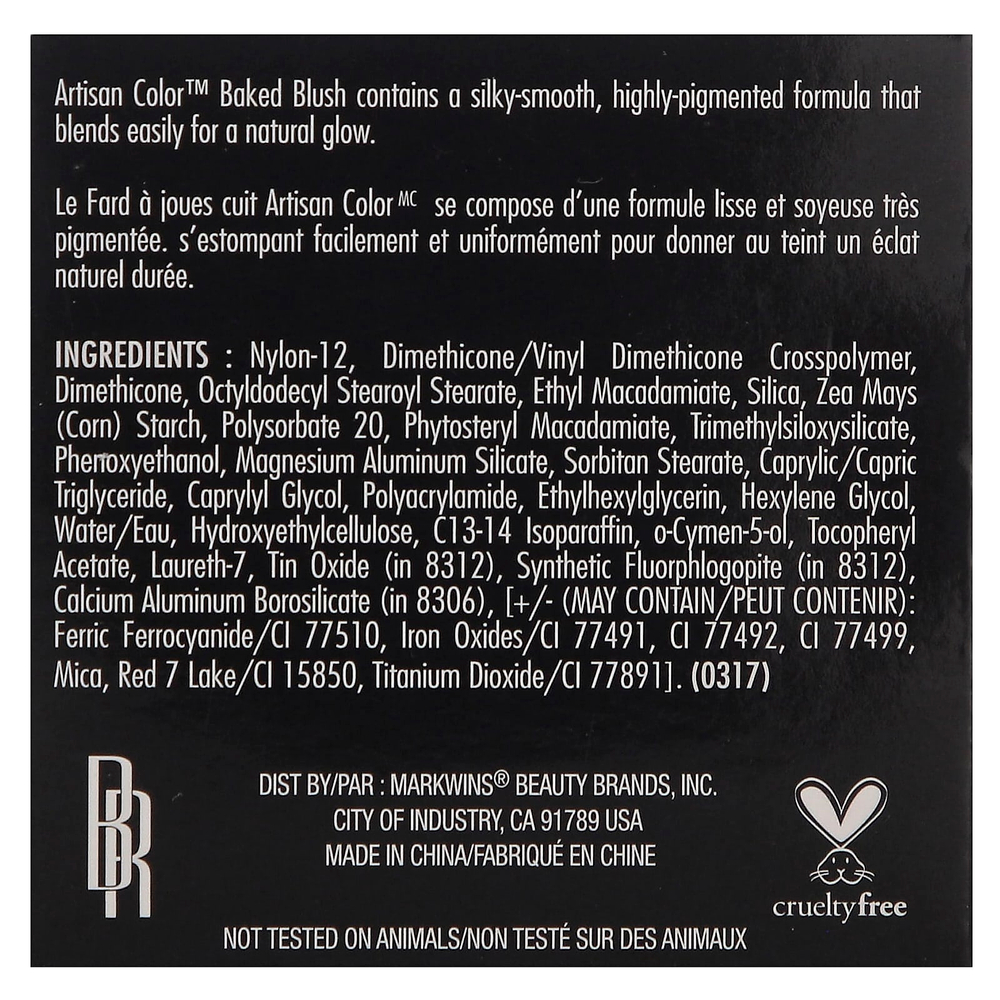 Artisan Color™ Baked Blush contains a silky-smooth, highly-pigmented formula that
blends easily for a natural glow.
Le Fard à joues cuit Artisan Color MC se compose d’une formule lisse et soyeuse très
pigmentée. s’estompant facilement et uniformément pour donner au teint un éclat
naturel durée.
INGREDIENTS : Nylon-12, Dimethicone/Vinyl Dimethicone Crosspolymer,
Dimethicone, Octyldodecyl Stearoyl Stearate, Ethyl Macadamiate, Silica, Zea Mays
(Corn) Starch, Polysorbate 20, Phytosteryl Macadamiate, Trimethylsiloxysilicate,
Phenoxyethanol, Magnesium Aluminum Silicate, Sorbitan Stearate, Caprylic/Capric
Triglyceride, Caprylyl Glycol, Polyacrylamide, Ethylhexylglycerin, Hexylene Glycol,
Water/Eau, Hydroxyethylcellulose, C13-14 Isoparaffin, o-Cymen-5-ol, Tocopheryl
Acetate, Laureth-7, Tin Oxide (in 8312), Synthetic Fluorphlogopite (in 8312),
Calcium Aluminum Borosilicate (in 8306), [+/- (MAY CONTAIN/PEUT CONTENIR):
Ferric Ferrocyanide/CI 77510, Iron Oxides/CI 77491, CI 77492, CI 77499,
Mica, Red 7 Lake/CI 15850, Titanium Dioxide/CI 77891]. (0317)
BR
DIST BY/PAR : MARKWINS® BEAUTY BRANDS, INC.
CITY OF INDUSTRY, CA 91789 USA
MADE IN CHINA/FABRIQUÉ EN CHINE
crueltyfree
NOT TESTED ON ANIMALS/NON TESTÉ SUR DES ANIMAUX